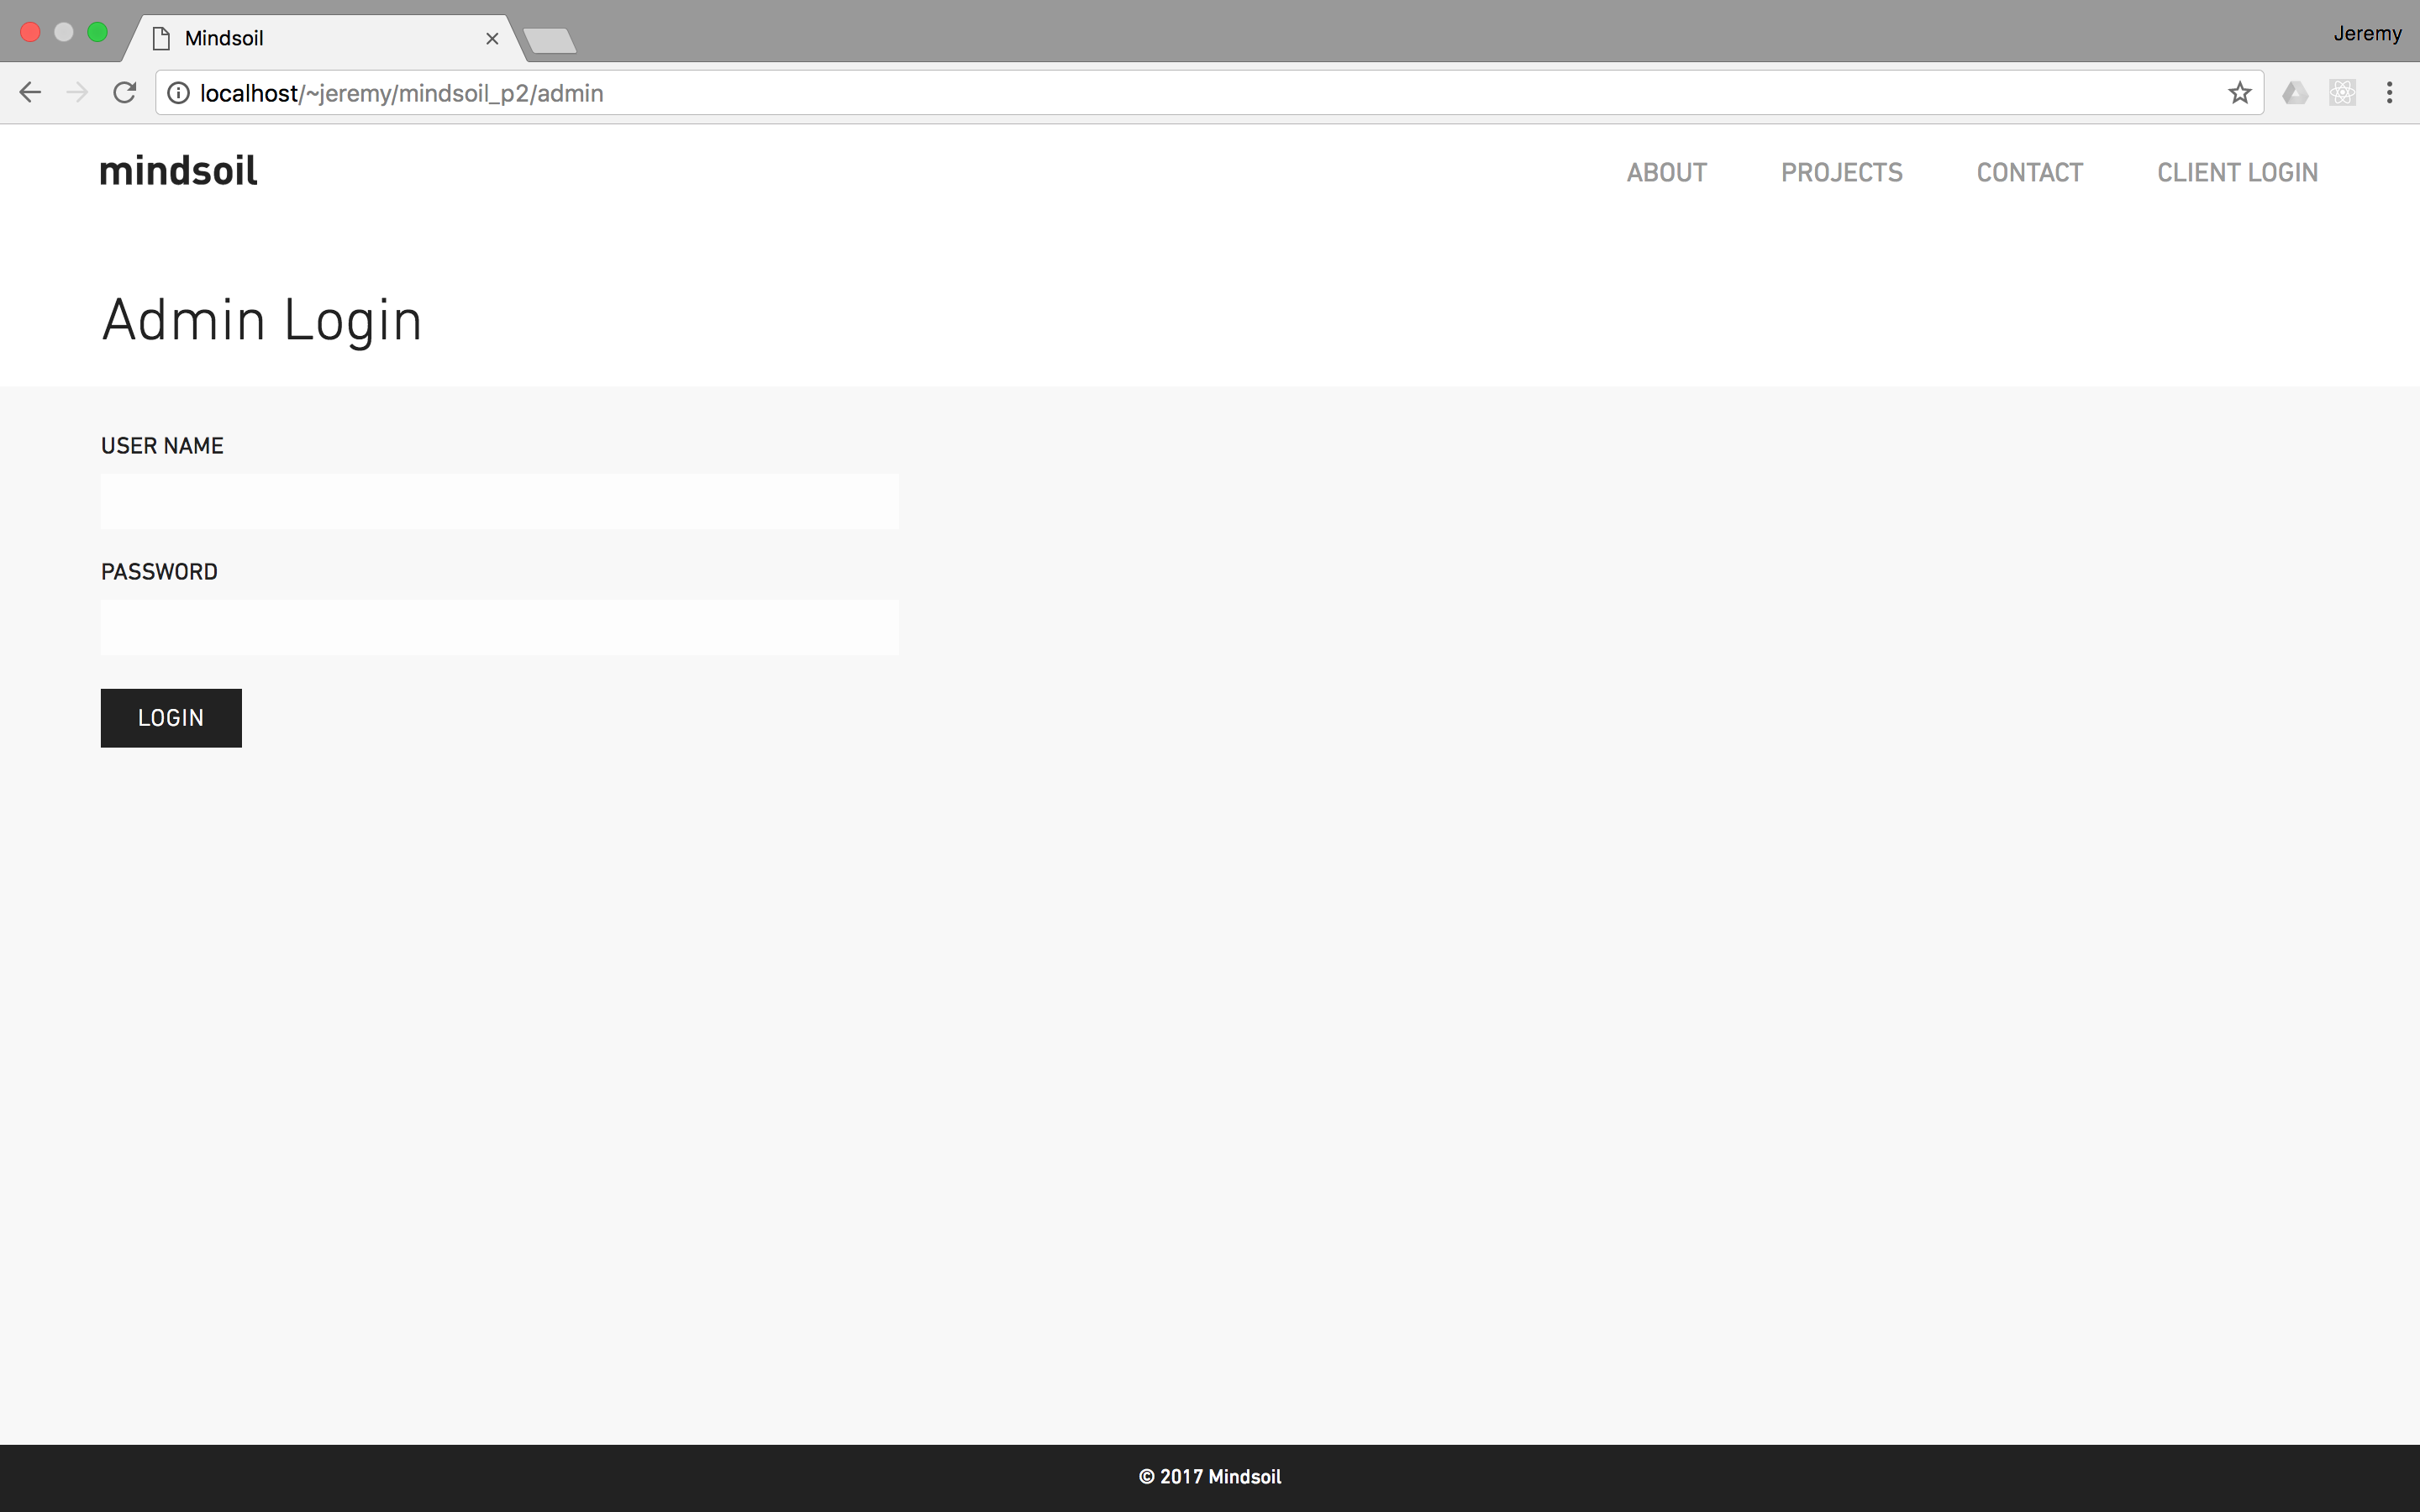 Mindsoil
Jeremy
localhost/~jeremy/mindsoil_p2/admin
mindsoil
ABOUT
PROJECTS
CONTACT
CLIENT LOGIN
Admin Login
USER NAME
PASSWORD
LOGIN
© 2017 Mindsoil